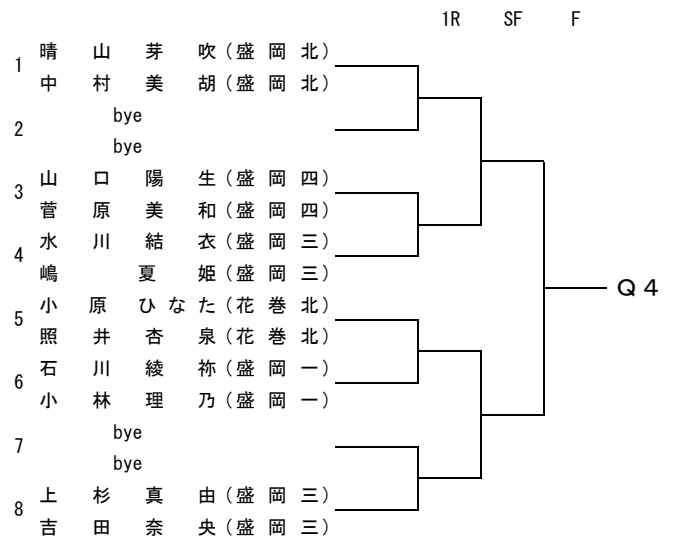 1R SF F
1 晴山芽吹(盛岡北)
中村美胡(盛岡北)
2 bye
bye
3 山口陽生(盛岡四)
菅原美和(盛岡四)
4 水川結衣(盛岡三)
嶋夏姫(盛岡三)
5 小原ひなた(花巻北)
照井杏泉(花巻北)
6 石川綾祢(盛岡一)
小林理乃(盛岡一)
7 bye
bye
8 上杉真由(盛岡三)
吉田奈央(盛岡三)
Q4